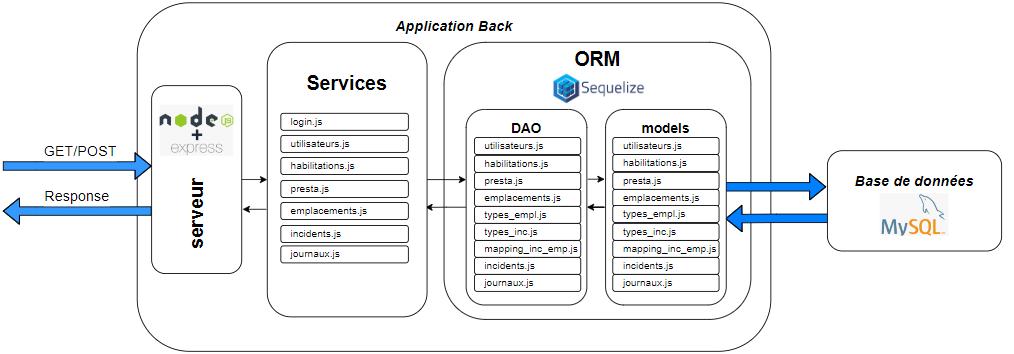 Application Back
GET/POST
Response
node
JS
+
express
serveur
Services
login.js
utilisateurs.js
habilitations.js
presta.js
emplacements.js
incidents.js
journaux.js
ORM
Sequelize
DAO
utilisateurs.js
habilitations.js
presta.js
emplacements.js
types_empl.js
types_inc.js
mapping_inc_emp.js
incidents.js
journaux.js
models
utilisateurs.js
habilitations.js
presta.js
emplacements.js
types_empl.js
types_inc.js
mapping_inc_emp.js
incidents.js
journaux.js
Base de données
MySQL